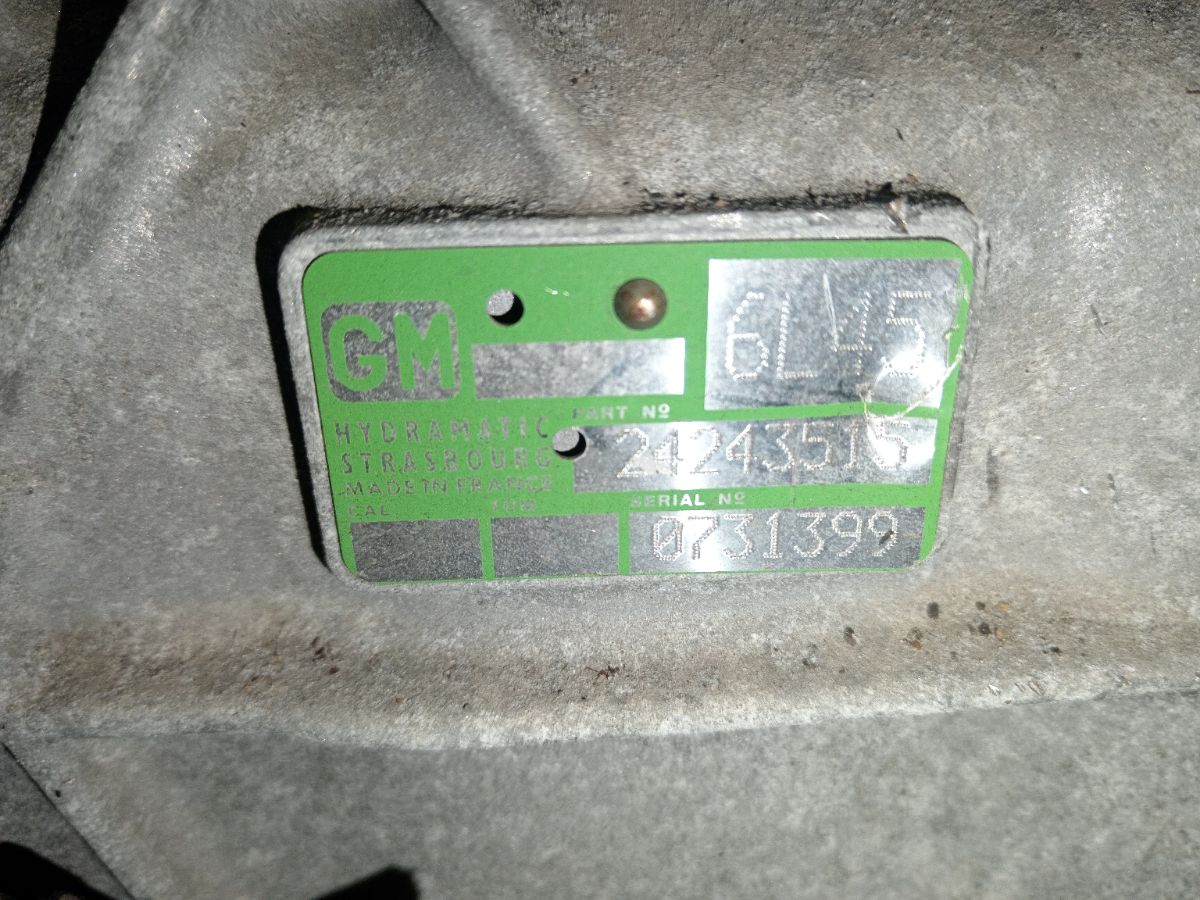 GM
6L45
PART Nº
HYDRAMATIC
24243515
STRASBOURG
MADE IN FRANCE
SERIAL Nº
CAL.
0731399